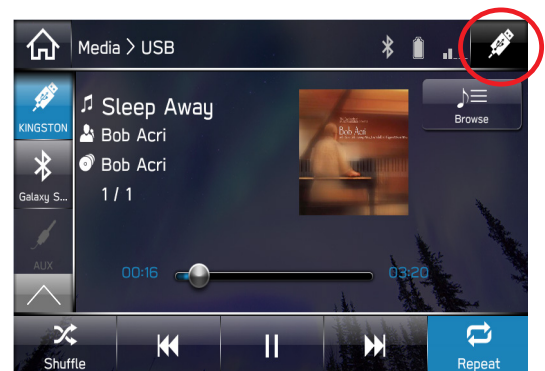 Media > USB
KINGSTON
Sleep Away
Bob Acri
Bob Acri
1 / 1
Bob Acri
Browse
Galaxy S...
AUX
00:16
03:20
Shuffle
Repeat